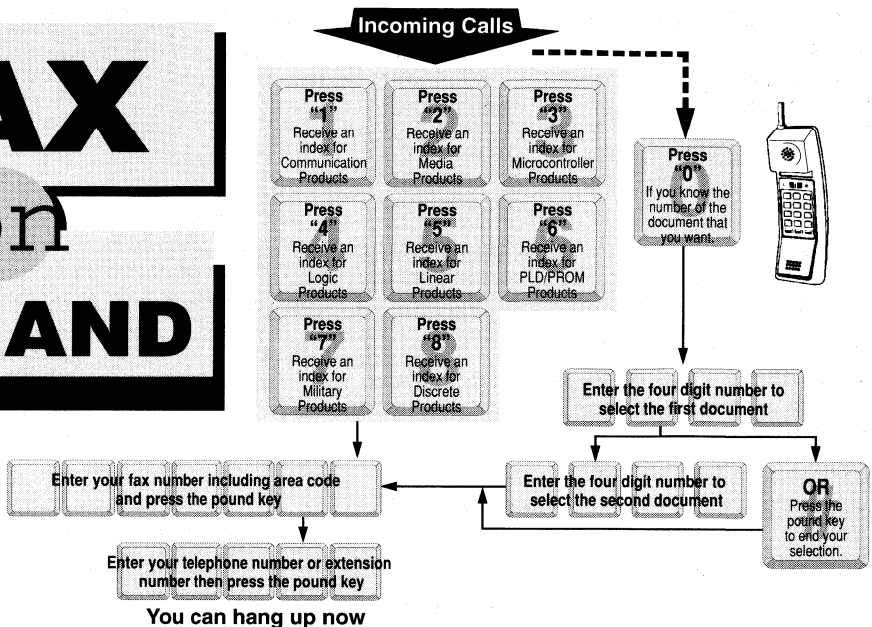 Incoming Calls
AX
on
AND
Press
“1”
Receive an
index for
Communication
Products
Press
“2”
Receive an
index for
Media
Products
Press
“3”
Receive an
index for
Microcontroller
Products
Press
“0”
If you know the
number of the
document that
you want.
Press
“4”
Receive an
index for
Logic
Products
Press
“5”
Receive an
index for
Linear
Products
Press
“6”
Receive an
index for
PLD/PROM
Products
Press
“7”
Receive an
index for
Military
Products
Press
“8”
Receive an
index for
Discrete
Products
Enter the four digit number to
select the first document
Enter your fax number including area code
and press the pound key
Enter the four digit number to
select the second document
OR
Press the
pound key
to end your
selection.
Enter your telephone number or extension
number then press the pound key
You can hang up now